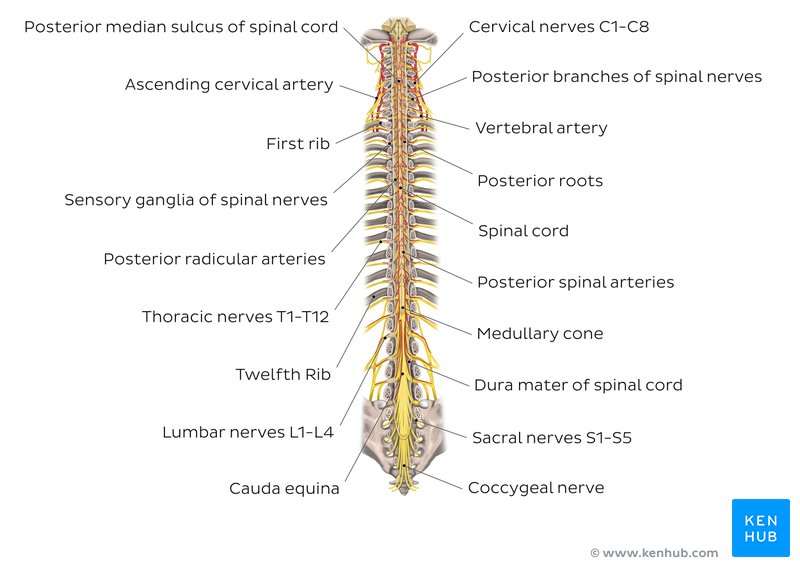 Posterior median sulcus of spinal cord
Cervical nerves C1-C8
Ascending cervical artery
Posterior branches of spinal nerves
First rib
Vertebral artery
Sensory ganglia of spinal nerves
Posterior roots
Posterior radicular arteries
Spinal cord
Thoracic nerves T1-T12
Posterior spinal arteries
Twelfth Rib
Medullary cone
Lumbar nerves L1-L4
Dura mater of spinal cord
Cauda equina
Sacral nerves S1-S5
Coccygeal nerve
KEN
HUB
© www.kenhub.com